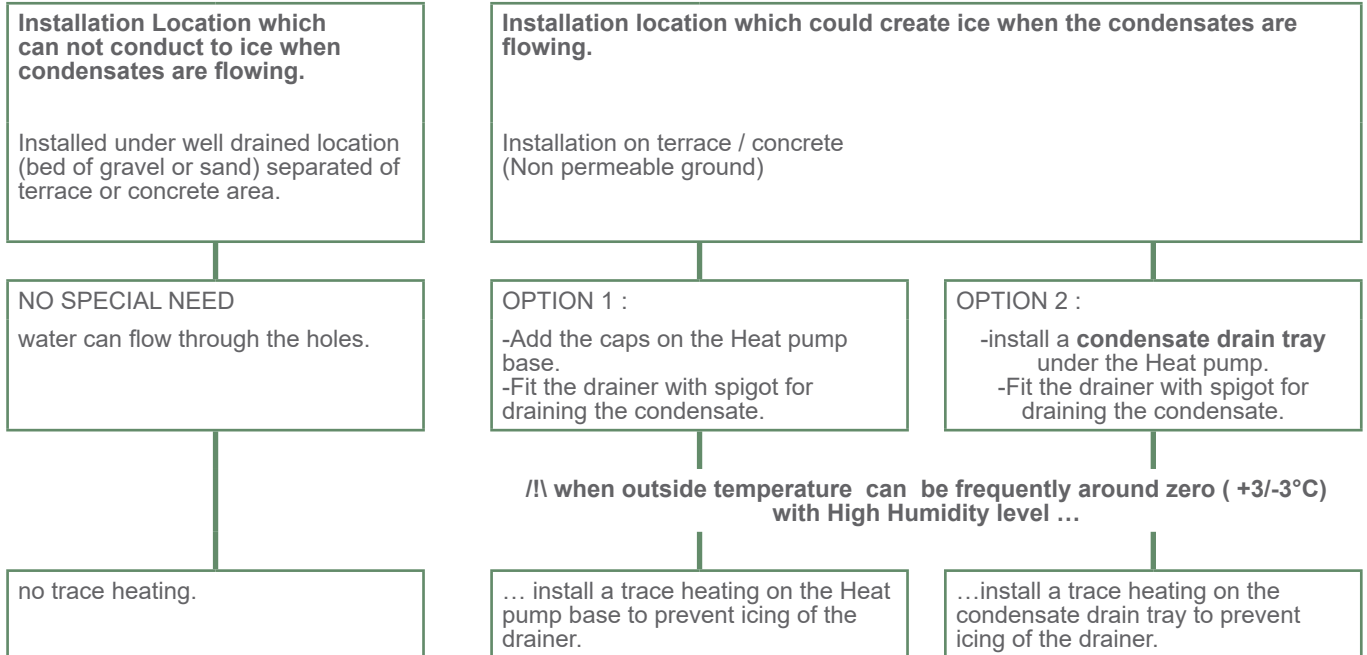 Installation Location which
can not conduct to ice when
condensates are flowing.
Installed under well drained location
(bed of gravel or sand) separated of
terrace or concrete area.
Installation location which could create ice when the condensates are
flowing.
Installation on terrace / concrete
(Non permeable ground)
NO SPECIAL NEED
water can flow through the holes.
OPTION 1 :
-Add the caps on the Heat pump
base.
-Fit the drainer with spigot for
draining the condensate.
OPTION 2 :
-install a condensate drain tray
under the Heat pump.
-Fit the drainer with spigot for
draining the condensate.
/!\ when outside temperature can be frequently around zero ( +3/-3°C)
with High Humidity level …
no trace heating.
… install a trace heating on the Heat
pump base to prevent icing of the
drainer.
…install a trace heating on the
condensate drain tray to prevent
icing of the drainer.